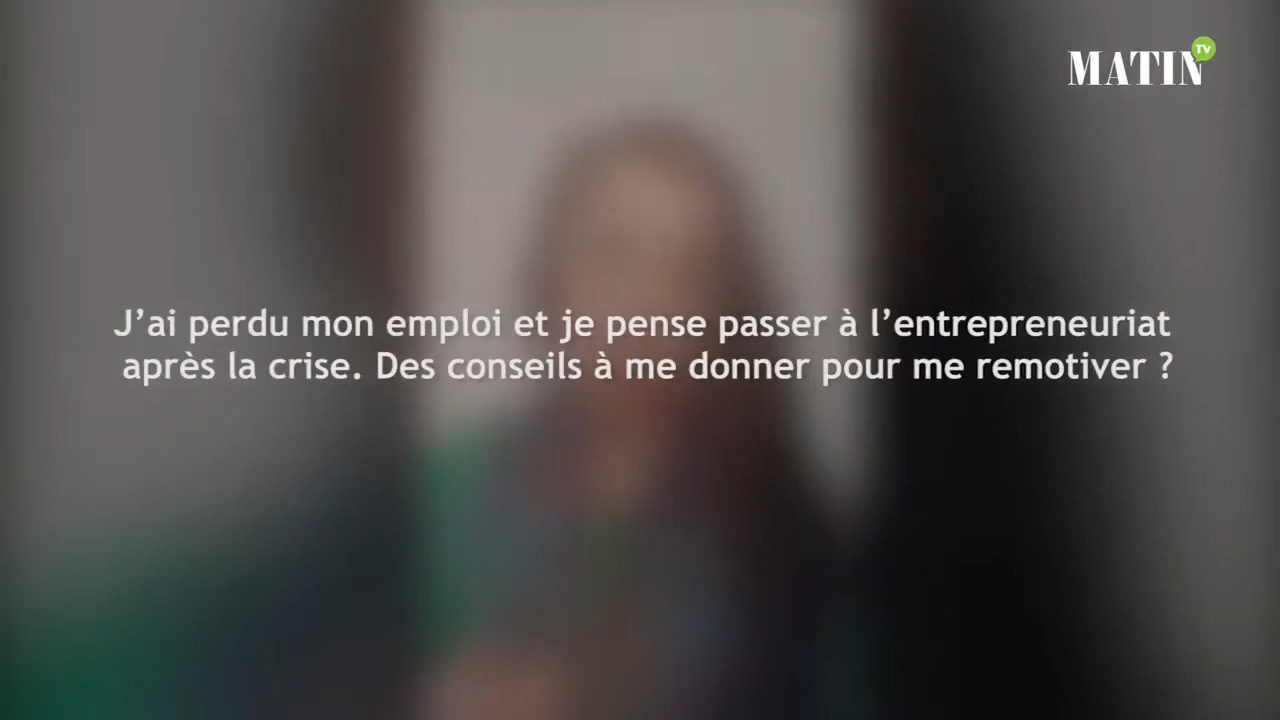 MATIN TV
J’ai perdu mon emploi et je pense passer à l’entrepreneuriat
après la crise. Des conseils à me donner pour me remotiver ?